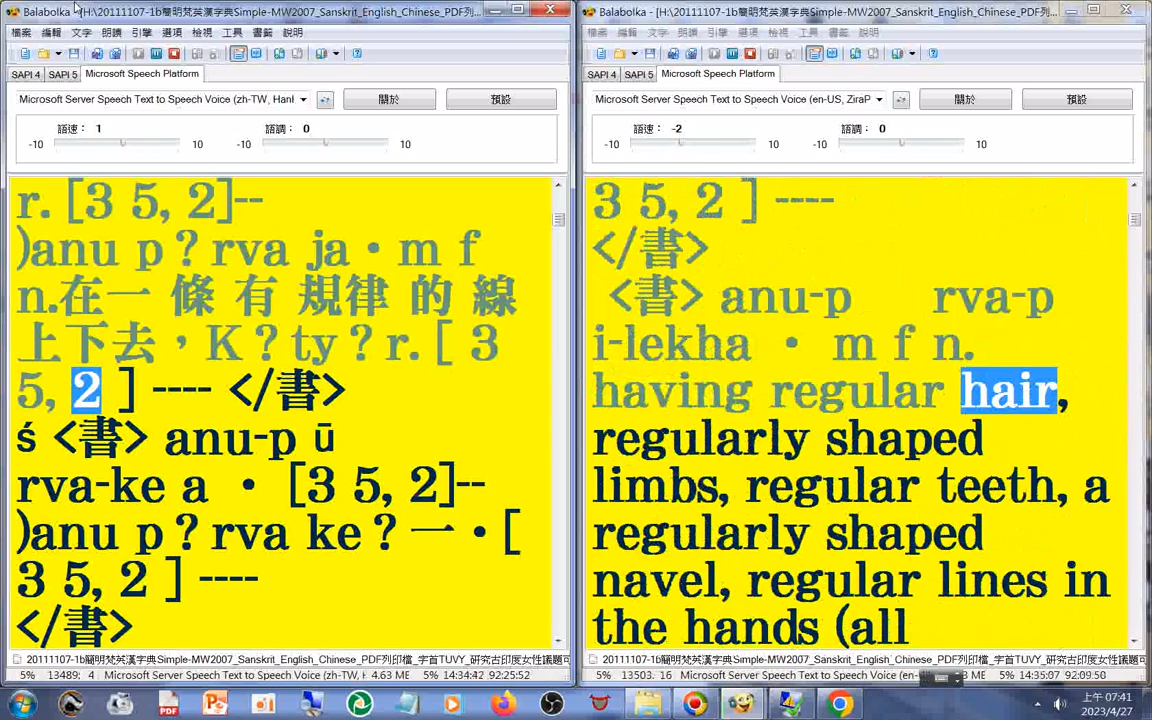 Balabolka - [H:\20111107-1b簡明梵英漢字典Simple-MW2007_Sanskrit_English_Chinese_PDF列...
檔案 編輯 文字 朗讀 引擎 選項 檢視 工具 書籤 說明
SAPI 4 SAPI 5 Microsoft Speech Platform
Microsoft Server Speech Text to Speech Voice (zh-TW, HanH 關於 預設
語速： 1 語調： 0
-10 10 -10 10
r. [3 5, 2]--
)anu p？rva ja・m f
n.在一 條 有 規律 的 線
上下去，K？ty？r. [ 3
5, 2 ] ---- </書>
ś <書> anu-p ū
rva-ke a ・ [3 5, 2]--
)anu p？rva ke？一・[
3 5, 2 ] ----
</書>
20111107-1b簡明梵英漢字典Simple-MW2007_Sanskrit_English_Chinese_PDF列印檔_字首TUVY_研究古印度女性議題可
5% 13489: 4 Microsoft Server Speech Text to Speech Voice (zh-TW, H 4.63 ME 5% 14:34:42 92:25:52
Balabolka - [H:\20111107-1b簡明梵英漢字典Simple-MW2007_Sanskrit_English_Chinese_PDF列...
檔案 編輯 文字 朗讀 引擎 選項 檢視 工具 書籤 說明
SAPI 4 SAPI 5 Microsoft Speech Platform
Microsoft Server Speech Text to Speech Voice (en-US, ZiraP 關於 預設
語速： -2 語調： 0
-10 10 -10 10
3 5, 2 ] ----
</書>
<書> anu-p rva-p
i-lekha ・ m f n.
having regular hair,
regularly shaped
limbs, regular teeth, a
regularly shaped
navel, regular lines in
the hands (all
20111107-1b簡明梵英漢字典Simple-MW2007_Sanskrit_English_Chinese_PDF列印檔_字首TUVY_研究古印度女性議題可
5% 13503: 16 Microsoft Server Speech Text to Speech Voice 5% 14:35:07 92:09:50
上午 07:41
2023/4/27